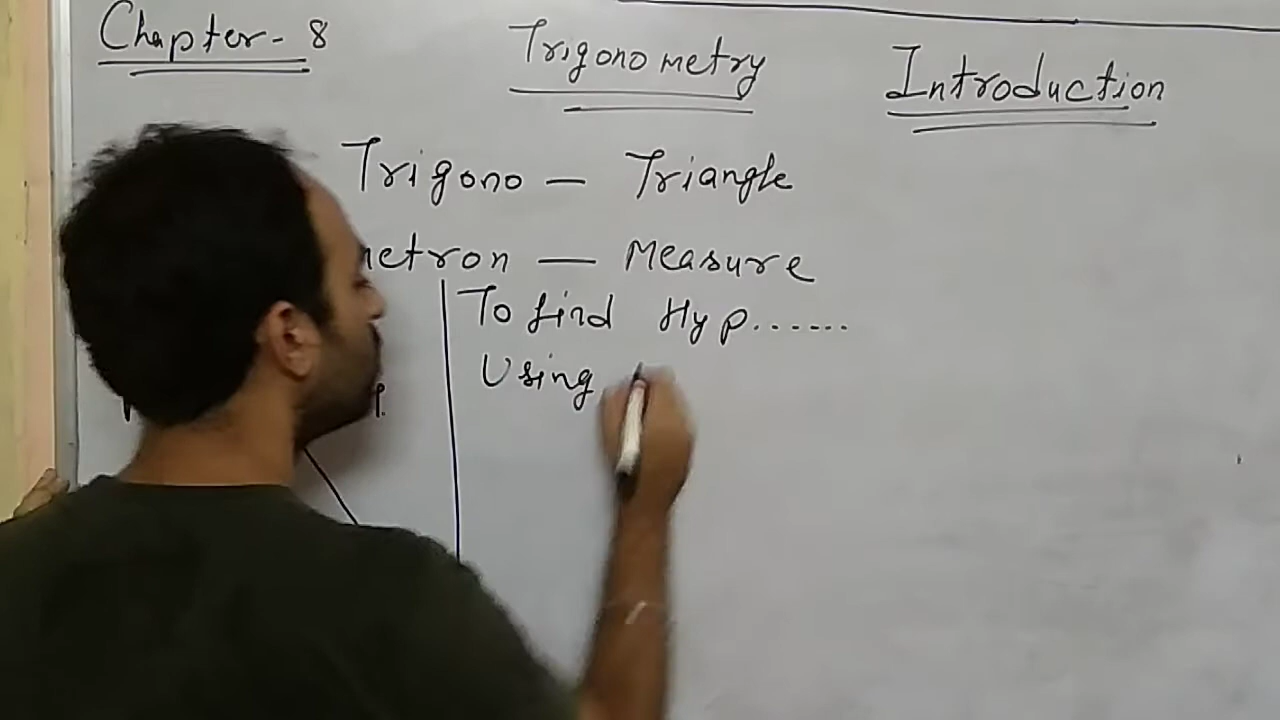 Chapter - 8
Trigonometry
Introduction
Trigono — Triangle
metron — Measure
To find Hyp......
Using